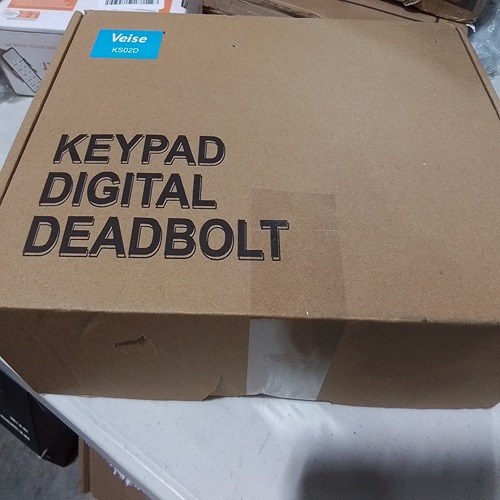 Veise
KS02D
KEYPAD
DIGITAL
DEADBOLT